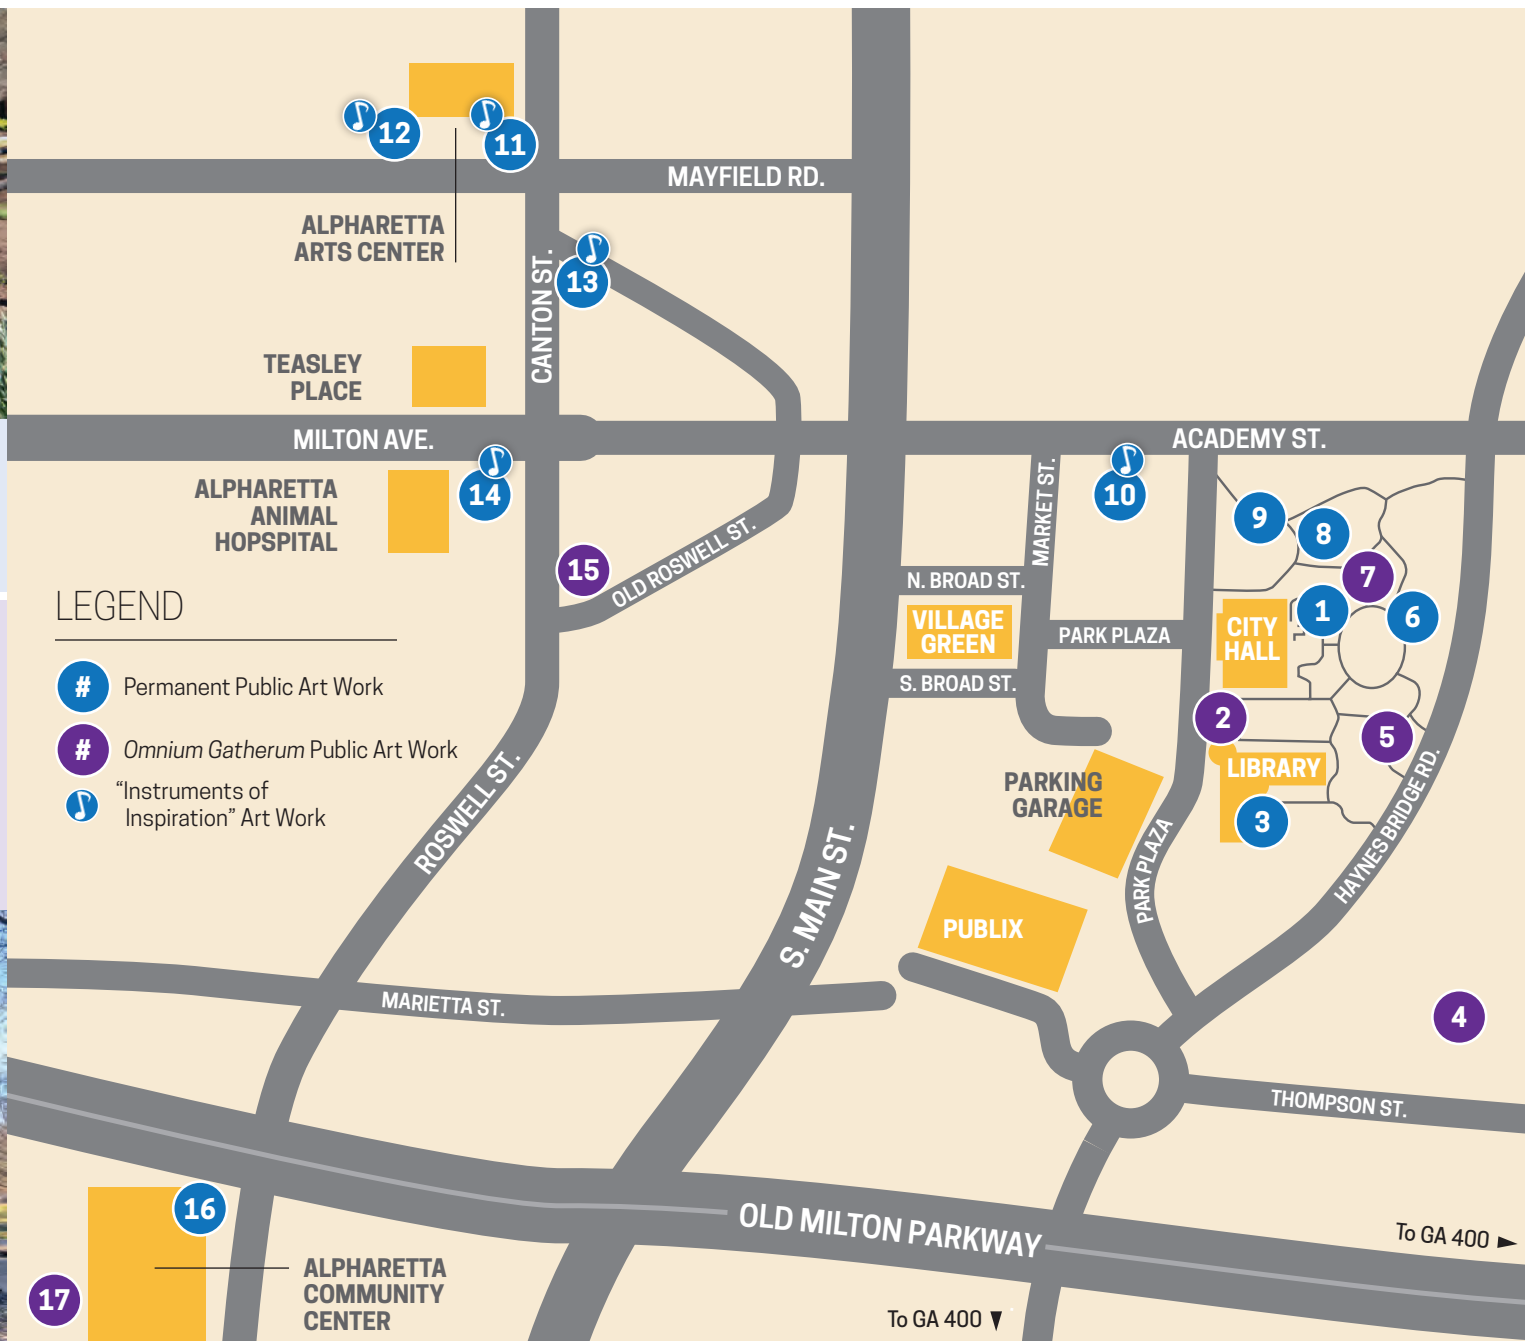 12
11
MAYFIELD RD.
ALPHARETTA
ARTS CENTER
CANTON ST.
13
TEASLEY
PLACE
MILTON AVE.
ACADEMY ST.
ALPHARETTA
ANIMAL
HOPSPITAL
14
10
MARKET ST.
9
8
7
15
OLD ROSWELL ST.
N. BROAD ST.
VILLAGE
GREEN
PARK PLAZA
S. BROAD ST.
CITY
HALL
1
6
2
5
LIBRARY
3
LEGEND
# Permanent Public Art Work
# Omnium Gatherum Public Art Work
“Instruments of
Inspiration” Art Work
ROSWELL ST.
S. MAIN ST.
PARKING
GARAGE
PARK PLAZA
HAYNES BRIDGE RD.
PUBLIX
MARIETTA ST.
4
THOMPSON ST.
16
OLD MILTON PARKWAY
To GA 400 ►
17
ALPHARETTA
COMMUNITY
CENTER
To GA 400 ▼